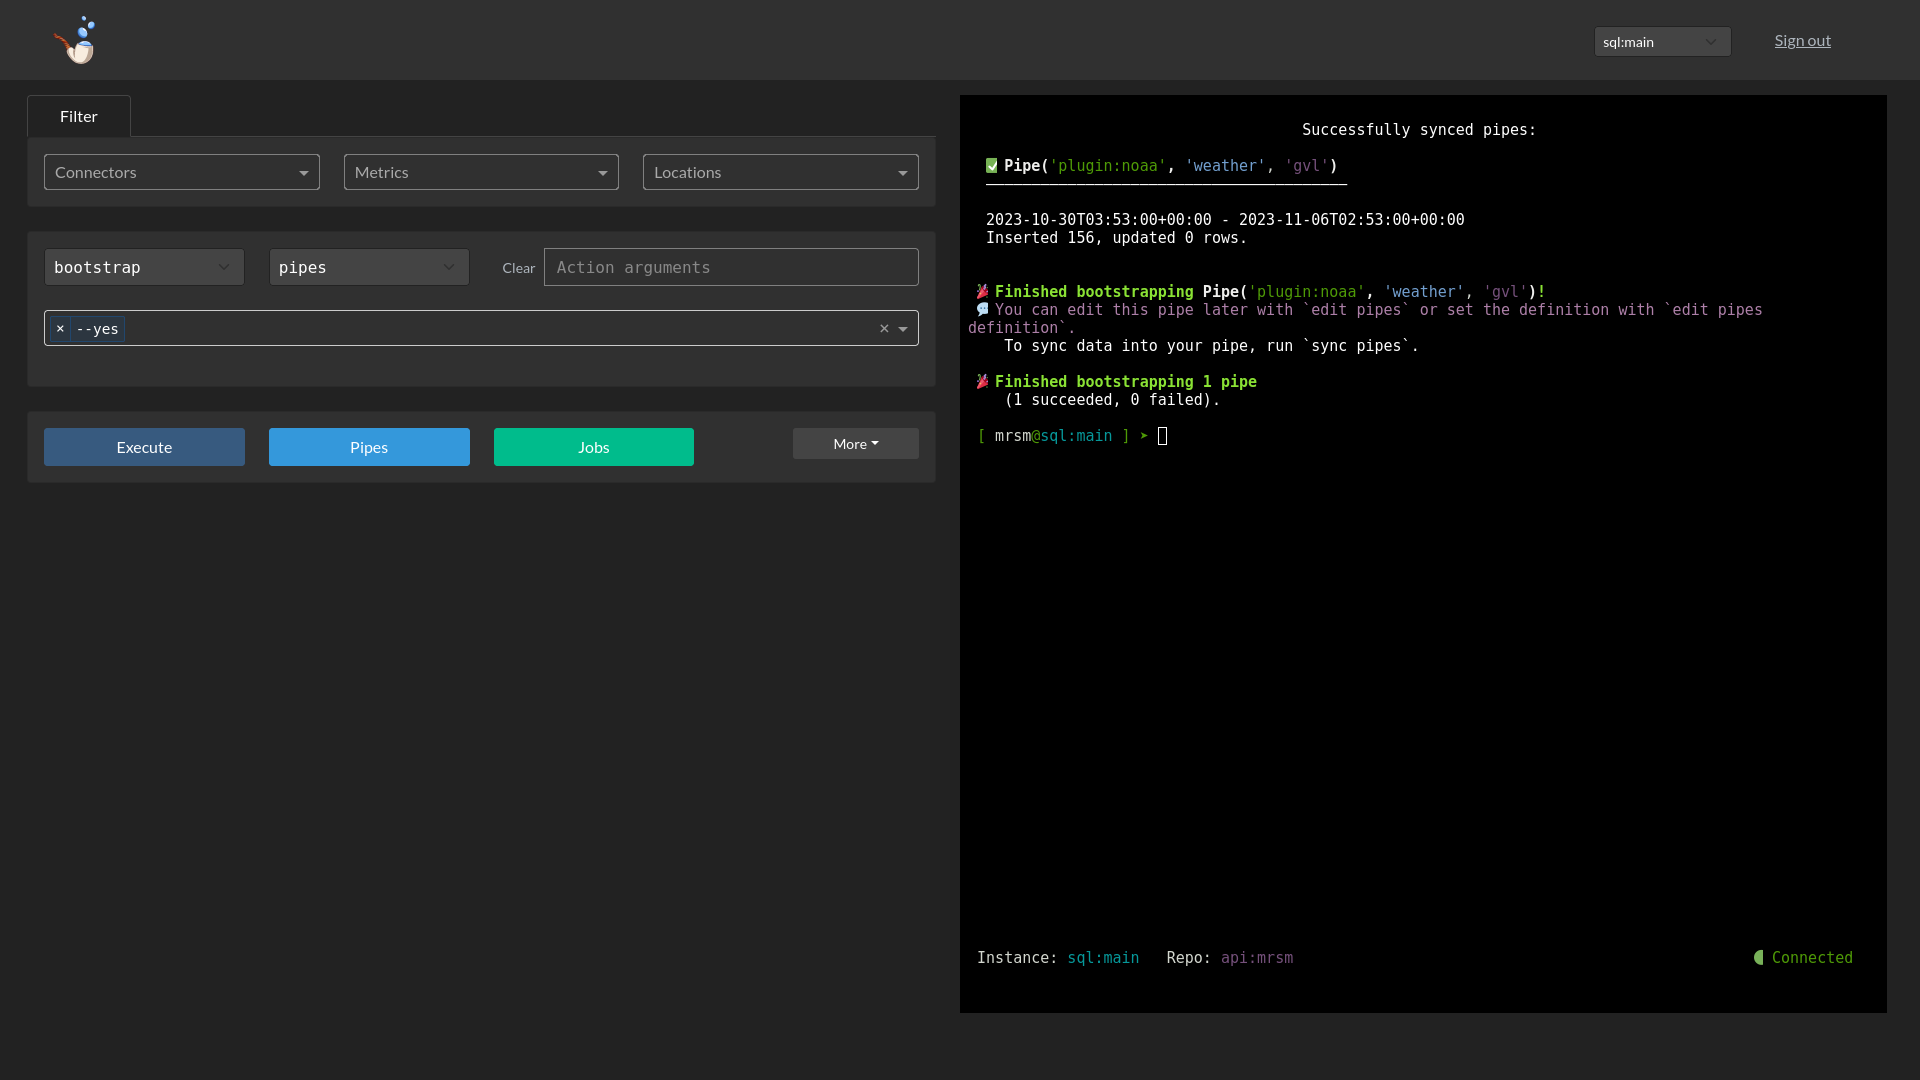 sql:main
Sign out
Filter
Connectors
Metrics
Locations
bootstrap
pipes
Clear
Action arguments
× --yes ×
Execute
Pipes
Jobs
More
Successfully synced pipes:
Pipe('plugin:noaa', 'weather', 'gvl')
2023-10-30T03:53:00+00:00 - 2023-11-06T02:53:00+00:00
Inserted 156, updated 0 rows.
Finished bootstrapping Pipe('plugin:noaa', 'weather', 'gvl')!
You can edit this pipe later with `edit pipes` or set the definition with `edit pipes
definition`.
To sync data into your pipe, run `sync pipes`.
Finished bootstrapping 1 pipe
(1 succeeded, 0 failed).
[ mrsm@sql:main ] ➤
Instance: sql:main Repo: api:mrsm
Connected